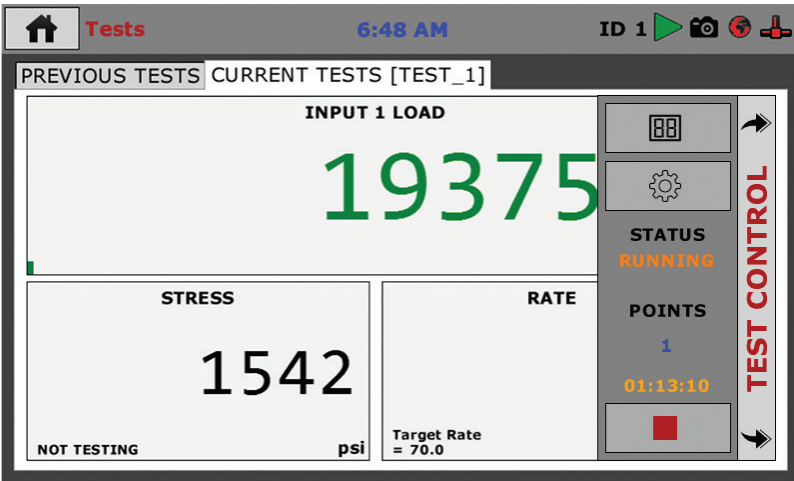 Tests
6:48 AM
ID 1
PREVIOUS TESTS
CURRENT TESTS [TEST_1]
INPUT 1 LOAD
19375
STRESS
1542
NOT TESTING
psi
RATE
Target Rate
= 70.0
88
STATUS
RUNNING
POINTS
1
01:13:10
TEST CONTROL